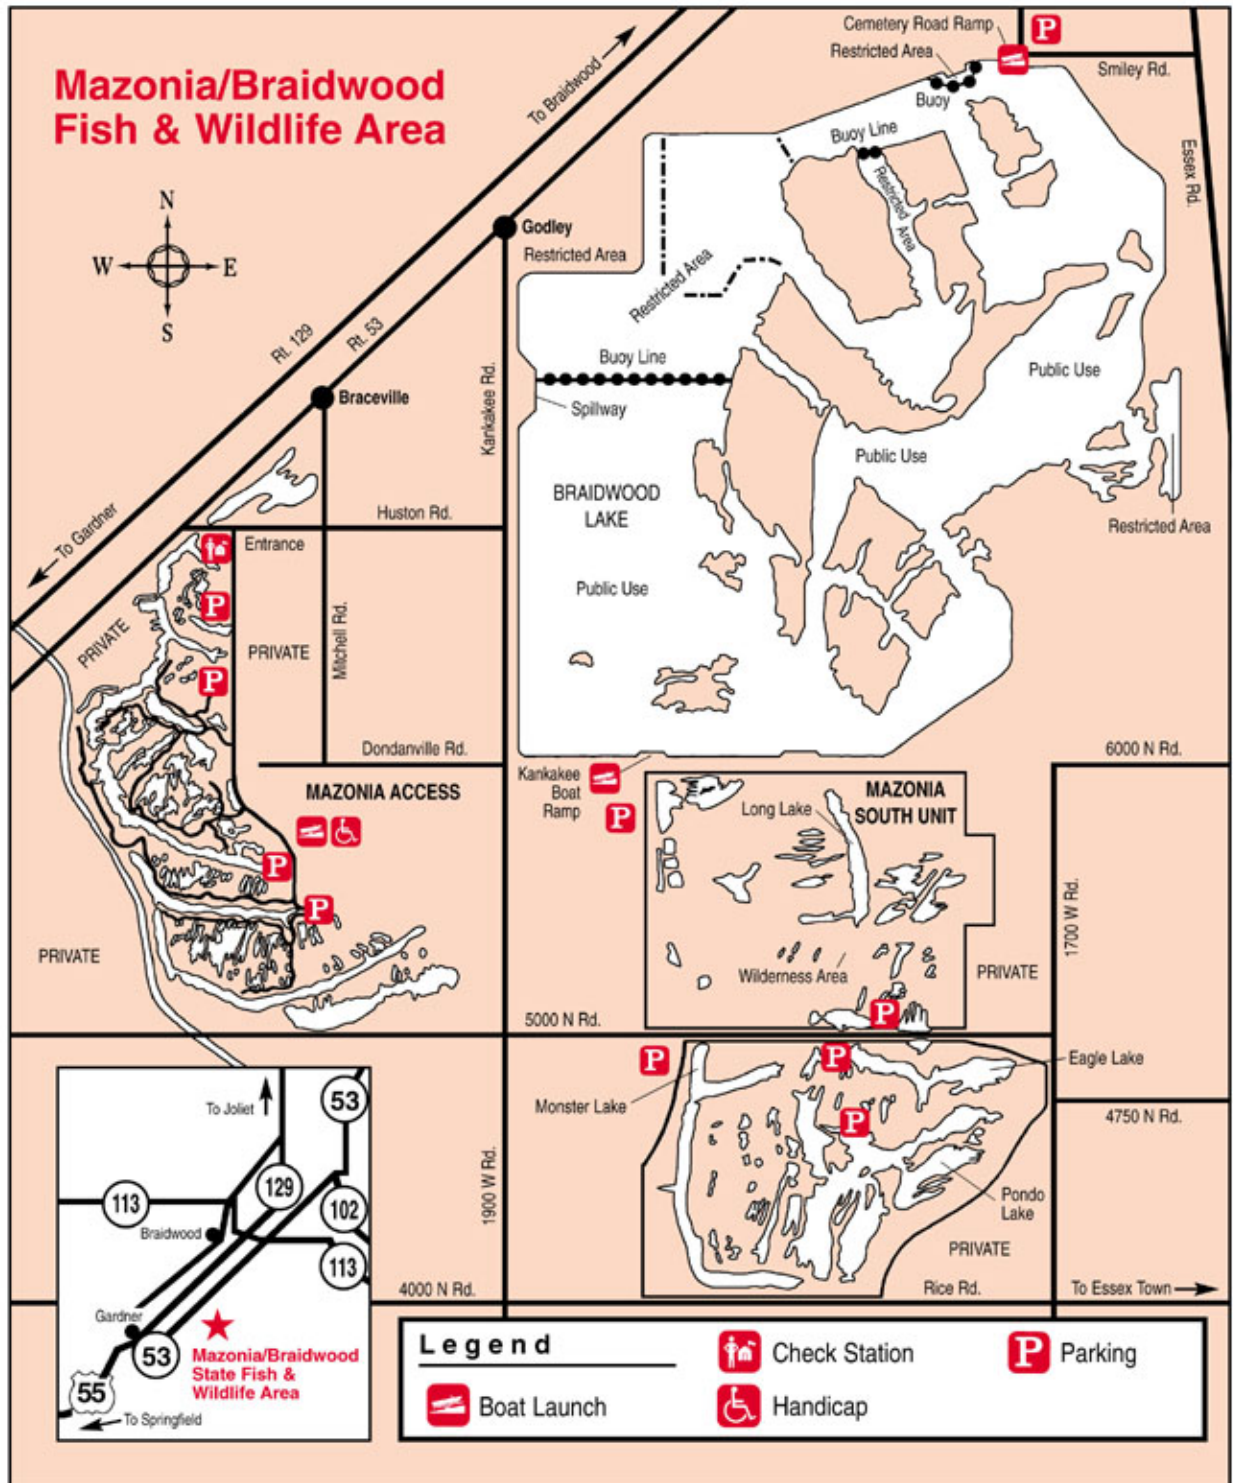 Mazonia/Braidwood
Fish & Wildlife Area
N
W
E
S
To Braidwood
Cemetery Road Ramp
P
Restricted Area
Smiley Rd.
Buoy
Buoy Line
Essex Rd.
Restricted Area
Godley
Restricted Area
Restricted Area
Rt. 129
Rt. 53
Kankakee Rd.
Buoy Line
Public Use
Spillway
Braceville
Public Use
BRAIDWOOD
LAKE
Huston Rd.
Restricted Area
To Gardner
Entrance
P
Public Use
PRIVATE
PRIVATE
Mitchell Rd.
P
Dondanville Rd.
6000 N Rd.
MAZONIA ACCESS
Kankakee
Boat
Ramp
P
MAZONIA
SOUTH UNIT
Long Lake
P
P
1700 W Rd.
PRIVATE
Wilderness Area
PRIVATE
P
5000 N Rd.
P
P
Eagle Lake
Monster Lake
P
4750 N Rd.
1900 W Rd.
Pondo
Lake
PRIVATE
4000 N Rd.
Rice Rd.
To Essex Town
To Joliet
53
113
129
102
Braidwood
113
Gardner
53
Mazonia/Braidwood
State Fish &
Wildlife Area
55
To Springfield
Legend
Check Station
P Parking
Boat Launch
Handicap